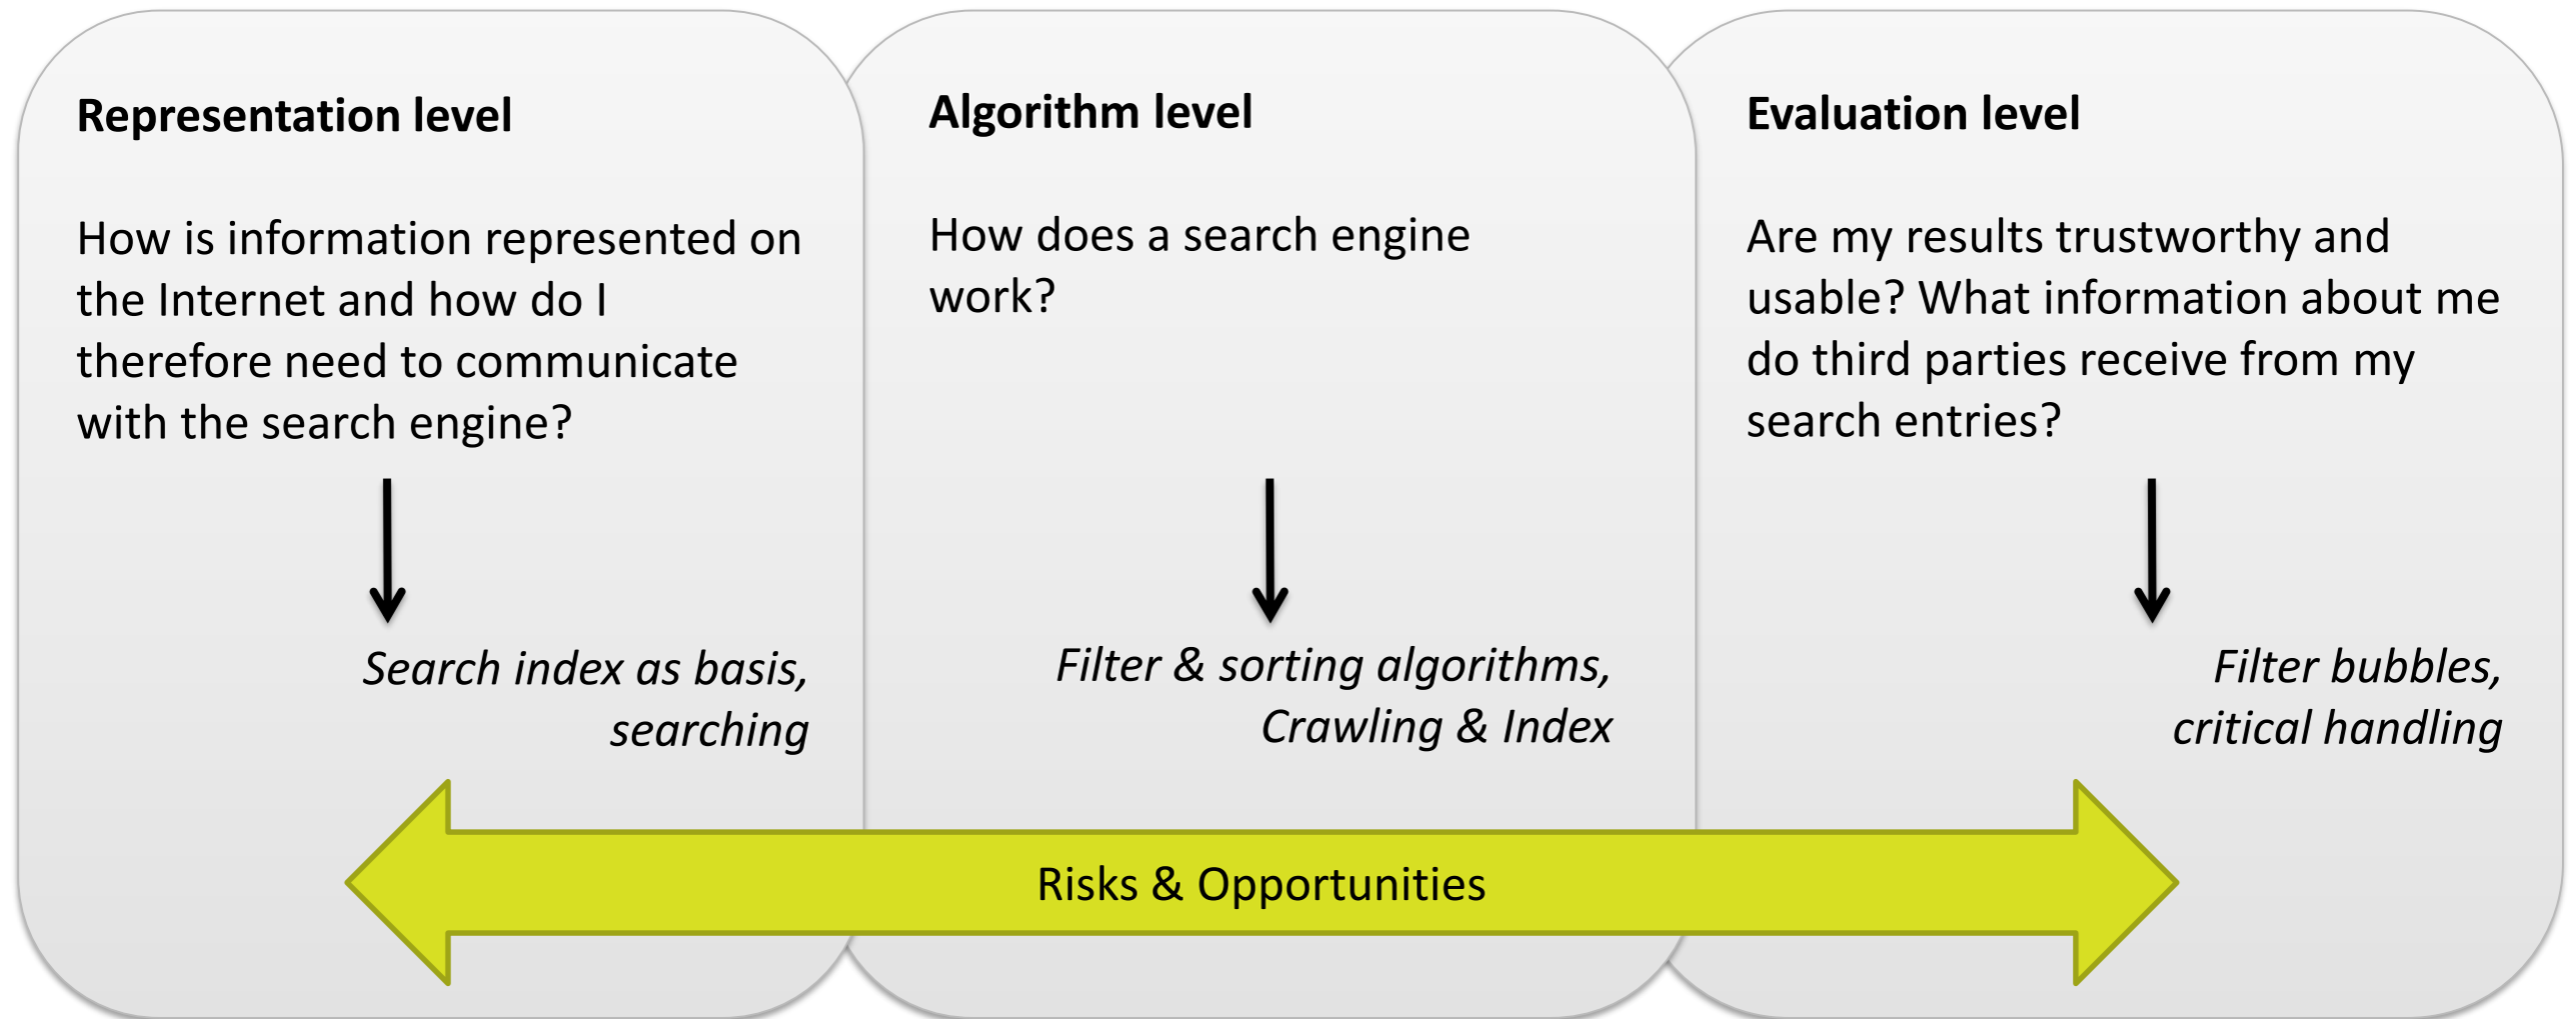 Representation level
How is information represented on
the Internet and how do I
therefore need to communicate
with the search engine?
Search index as basis,
searching
Algorithm level
How does a search engine
work?
Filter & sorting algorithms,
Crawling & Index
Evaluation level
Are my results trustworthy and
usable? What information about me
do third parties receive from my
search entries?
Filter bubbles,
critical handling
Risks & Opportunities